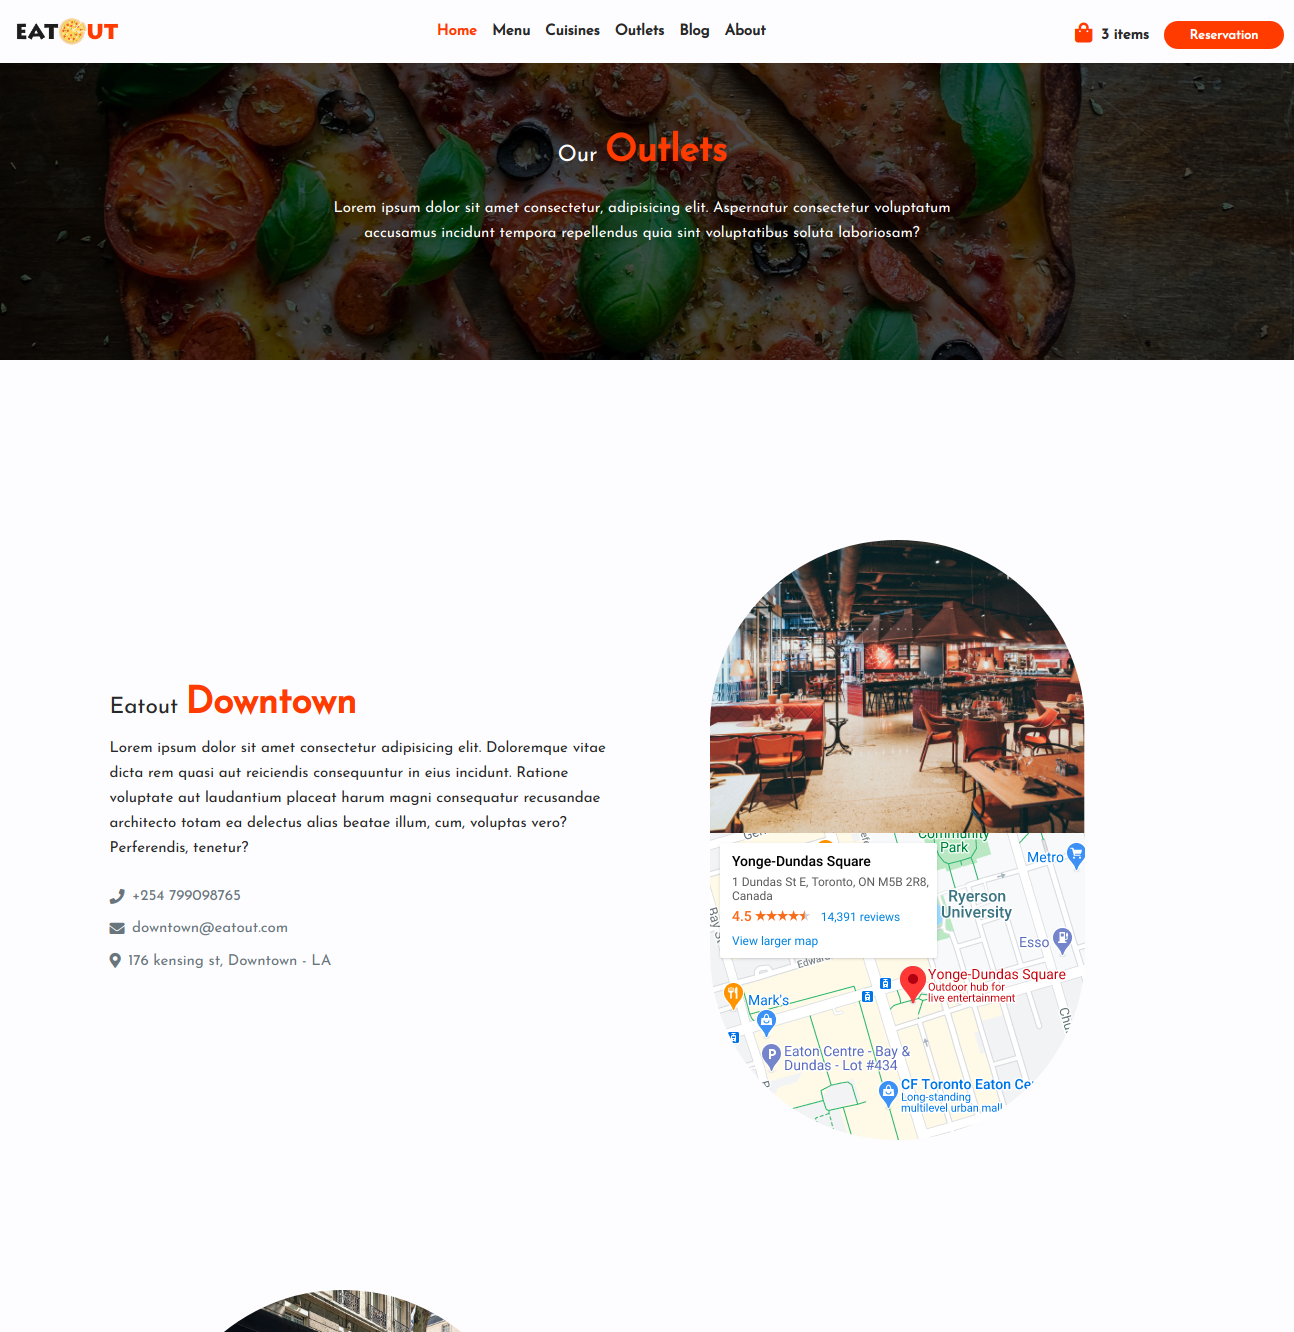 EAT OUT
Home Menu Cuisines Outlets Blog About
3 items
Reservation
Our Outlets
Lorem ipsum dolor sit amet consectetur, adipisicing elit. Aspernatur consectetur voluptatum
accusamus incidunt tempora repellendus quia sint voluptatibus soluta laboriosam?
Eatout Downtown
Lorem ipsum dolor sit amet consectetur adipisicing elit. Doloremque vitae
dicta rem quasi aut reiciendis consequuntur in eius incidunt. Ratione
voluptate aut laudantium placeat harum magni consequatur recusandae
architecto totam ea delectus alias beatae illum, cum, voluptas vero?
Perferendis, tenetur?
+254 799098765
downtown@eatout.com
176 kensing st, Downtown - LA
Community
Park
Metro
Yonge-Dundas Square
1 Dundas St E, Toronto, ON M5B 2R8,
Canada
4.5
14,391 reviews
View larger map
Ryerson
University
Esso
Bay S
Edward
Yonge-Dundas Square
Outdoor hub for
live entertainment
Mark's
Chu
P
Eaton Centre - Bay &
Dundas - Lot #434
CF Toronto Eaton Ce
Long-standing
multilevel urban mall